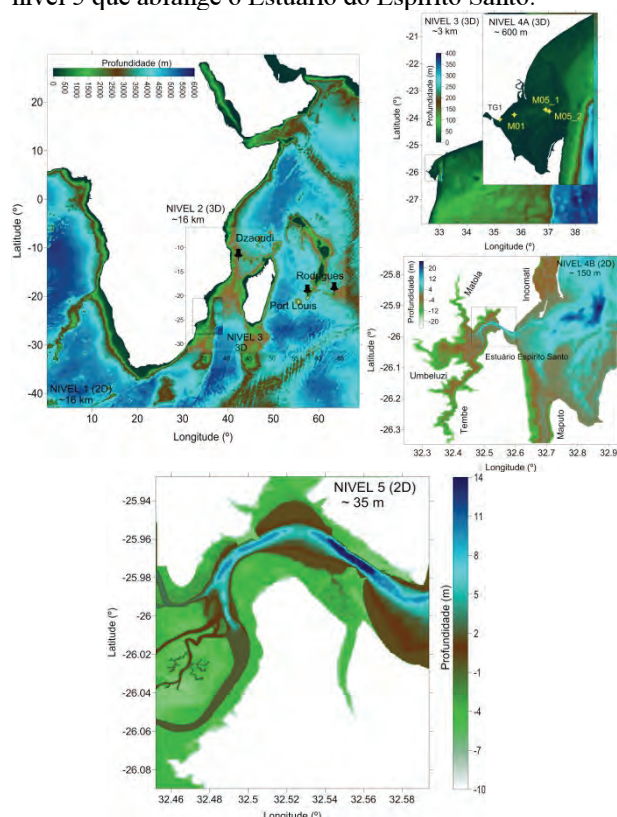 nível 5 que abrange o Estuário do Espírito Santo.
Profundidade (m)
0 500 1000 1500 2000 2500 3000 3500 4000 4500 5000 5500 6000
Latitude (º)
20
10
0
-10
-20
-30
-40
NIVEL 2 (3D)
~16 km
Dzaoudi
Rodrigues
Port Louis
NIVEL 3
3D
NIVEL 1 (2D)
~16 km
0 10 20 30 40 50 60
Longitude (º)
NIVEL 3 (3D)
~3 km
NIVEL 4A (3D)
~ 600 m
Profundidade (m)
400
350
300
250
200
150
100
50
0
TG1
M01
M05_1
M05_2
Latitude (º)
-21
-22
-23
-24
-25
-26
-27
33 34 35 36 37 38
Longitude (º)
NIVEL 4B (2D)
~ 150 m
Profundidade (m)
20
10
-2
-14
-20
Matola
Incomati
Estuário Espírito Santo
Umbeluzi
Tembe
Maputo
Latitude (º)
-25.8
-25.9
-26
-26.1
-26.2
-26.3
32.3 32.4 32.5 32.6 32.7 32.8 32.9
Longitude (º)
NIVEL 5 (2D)
~ 35 m
Latitude (º)
-25.94
-25.96
-25.98
-26
-26.02
-26.04
-26.06
-26.08
32.46 32.48 32.5 32.52 32.54 32.56 32.58
Longitude (º)
Profundidade (m)
14
11
8
5
2
-1
-4
-7
-10